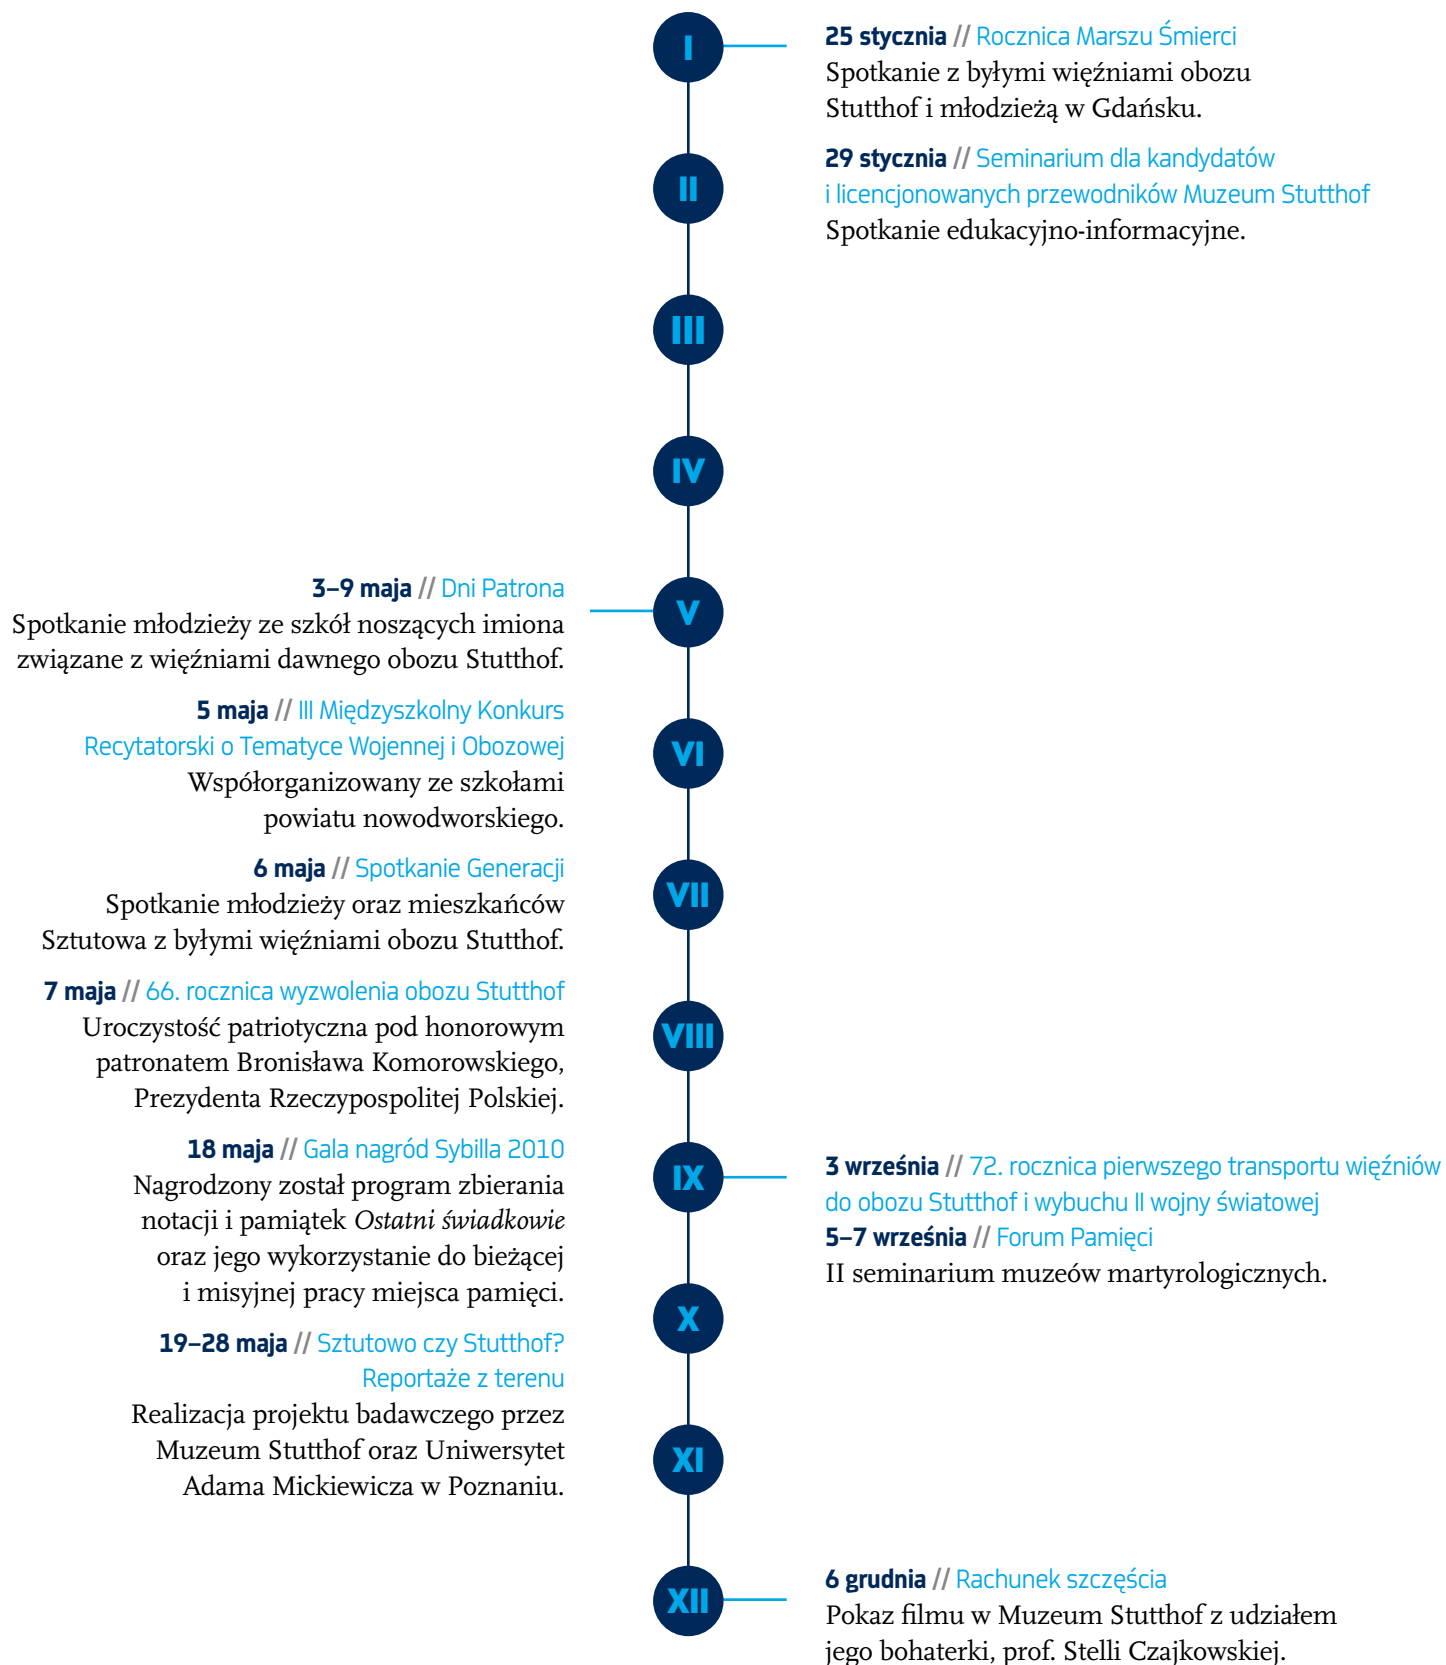 I
25 stycznia // Rocznica Marszu Śmierci
Spotkanie z byłymi więźniami obozu
Stutthof i młodzieżą w Gdańsku.
29 stycznia // Seminarium dla kandydatów
i licencjonowanych przewodników Muzeum Stutthof
Spotkanie edukacyjno-informacyjne.
II
III
IV
V
3–9 maja // Dni Patrona
Spotkanie młodzieży ze szkół noszących imiona
związane z więźniami dawnego obozu Stutthof.
5 maja // III Międzyszkolny Konkurs
Recytatorski o Tematyce Wojennej i Obozowej
Współorganizowany ze szkołami
powiatu nowodworskiego.
6 maja // Spotkanie Generacji
Spotkanie młodzieży oraz mieszkańców
Sztutowa z byłymi więźniami obozu Stutthof.
7 maja // 66. rocznica wyzwolenia obozu Stutthof
Uroczystość patriotyczna pod honorowym
patronatem Bronisława Komorowskiego,
Prezydenta Rzeczypospolitej Polskiej.
18 maja // Gala nagród Sybilla 2010
Nagrodzony został program zbierania
notacji i pamiątek Ostatni świadkowie
oraz jego wykorzystanie do bieżącej
i misyjnej pracy miejsca pamięci.
19–28 maja // Sztutowo czy Stutthof?
Reportaże z terenu
Realizacja projektu badawczego przez
Muzeum Stutthof oraz Uniwersytet
Adama Mickiewicza w Poznaniu.
VI
VII
VIII
IX
3 września // 72. rocznica pierwszego transportu więźniów
do obozu Stutthof i wybuchu II wojny światowej
5–7 września // Forum Pamięci
II seminarium muzeów martyrologicznych.
X
XI
XII
6 grudnia // Rachunek szczęścia
Pokaz filmu w Muzeum Stutthof z udziałem
jego bohaterki, prof. Stelli Czajkowskiej.